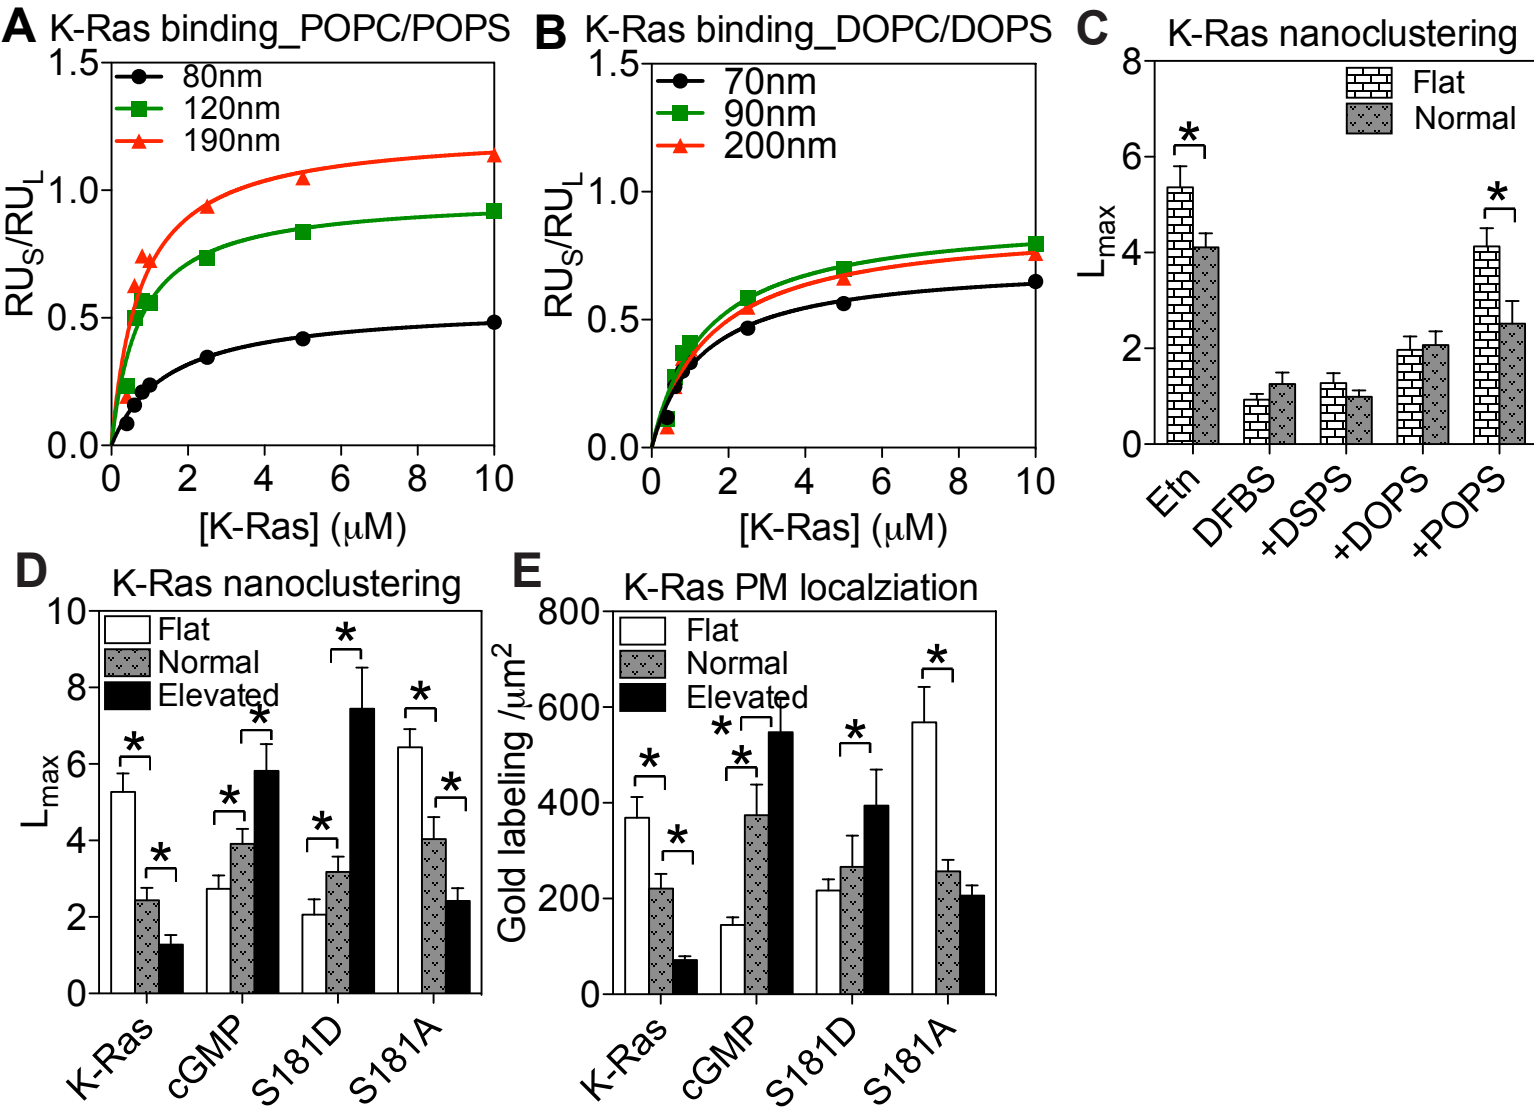 A K-Ras binding_POPC/POPS
1.5
1.0
0.5
0.0
RUS/RUL
80nm
120nm
190nm
0 2 4 6 8 10
[K-Ras] (μM)
B K-Ras binding_DOPC/DOPS
1.5
1.0
0.5
0.0
RUS/RUL
70nm
90nm
200nm
0 2 4 6 8 10
[K-Ras] (μM)
C K-Ras nanoclustering
8
6
4
2
0
Lmax
Flat
Normal
*
*
Etn
DFBS
+DSPS
+DOPS
+POPS
D K-Ras nanoclustering
10
8
6
4
2
0
Lmax
Flat
Normal
Elevated
*
*
*
*
*
*
*
*
K-Ras
cGMP
S181D
S181A
E K-Ras PM localziation
800
600
400
200
0
Gold labeling /μm2
Flat
Normal
Elevated
*
*
*
*
*
*
K-Ras
cGMP
S181D
S181A